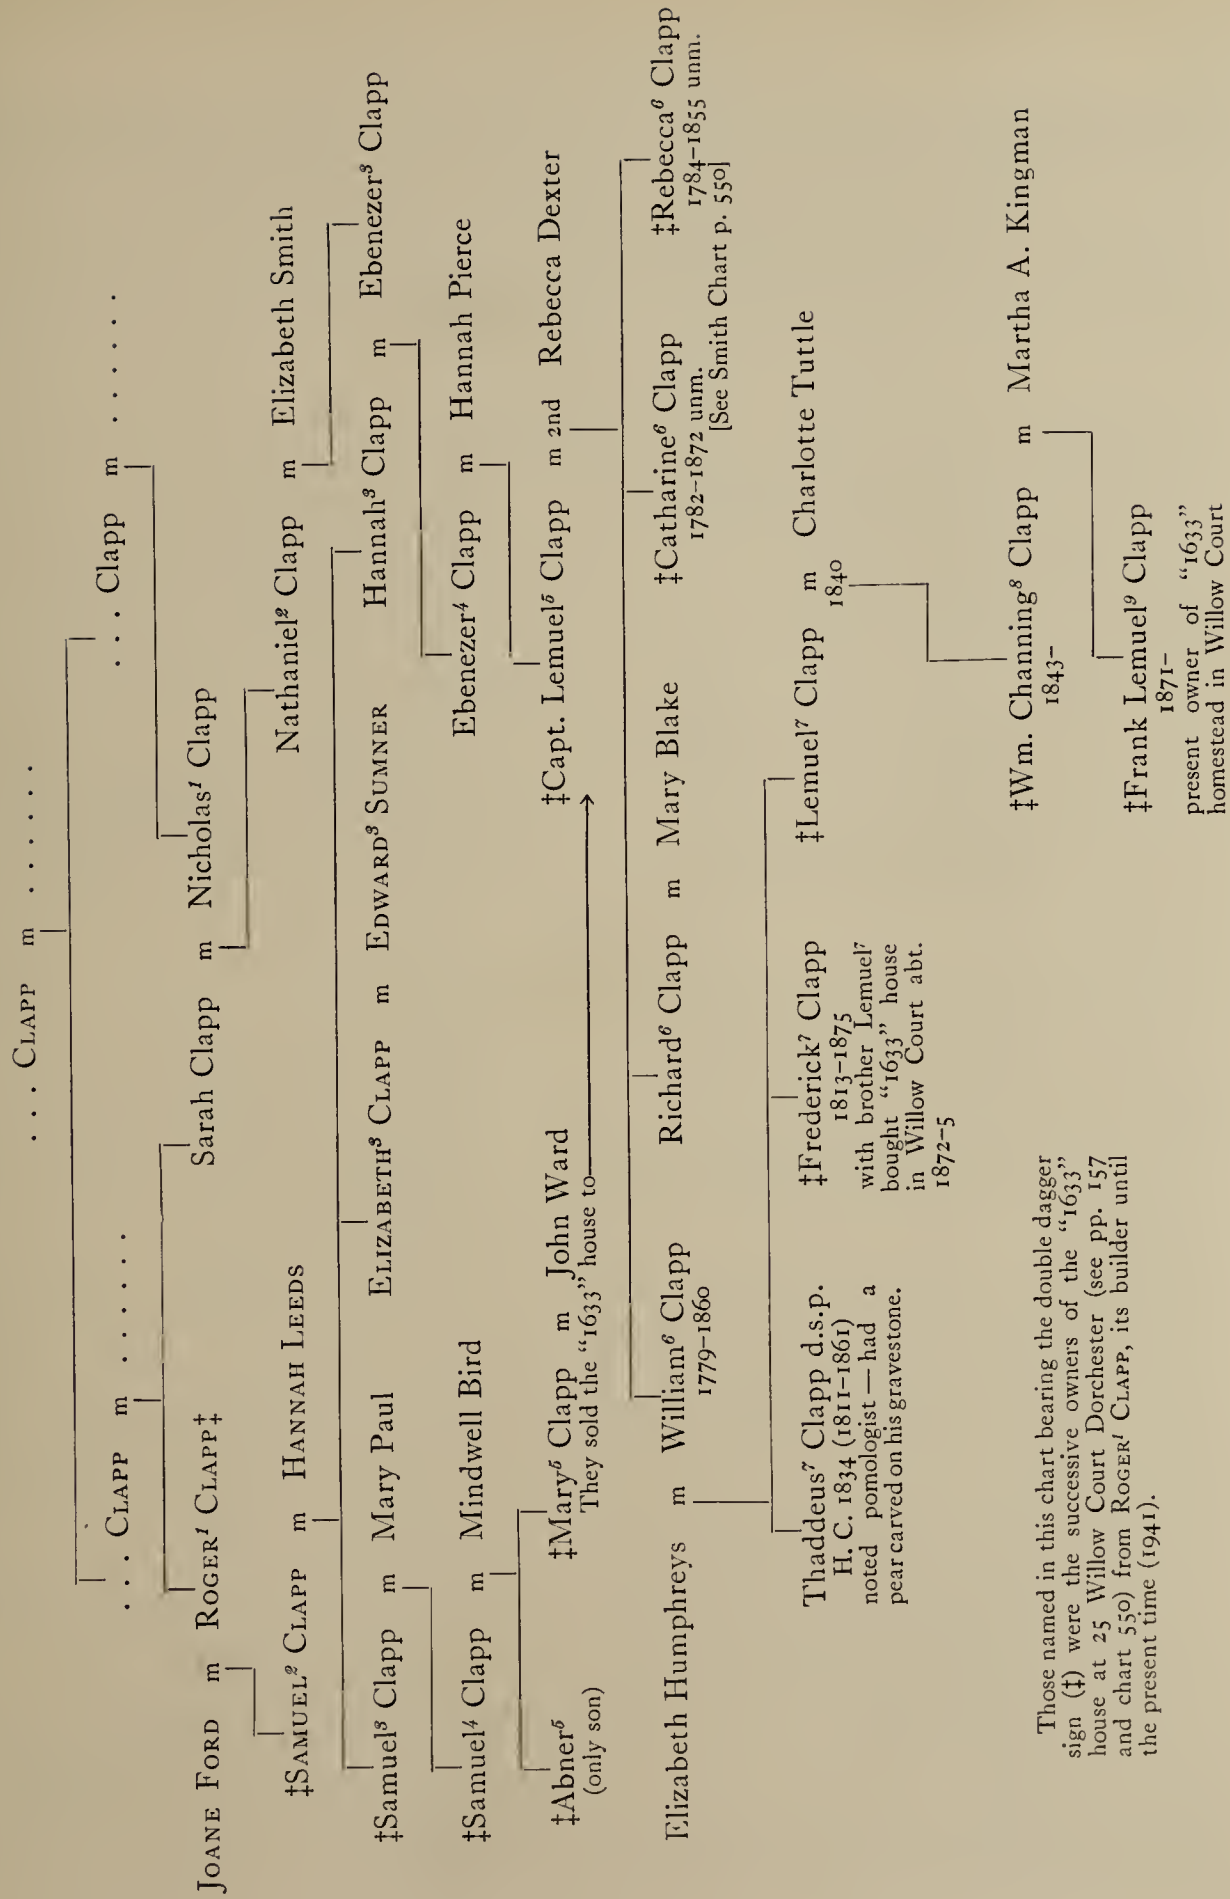 . . . CLAPP m . . . . . .
. . . CLAPP m . . . . . .
. . . Clapp m . . . . . .
JOANE FORD m ROGER¹ CLAPP‡
Sarah Clapp m Nicholas¹ Clapp
‡SAMUEL² CLAPP m HANNAH LEEDS
Nathaniel² Clapp m Elizabeth Smith
‡Samuel³ Clapp m Mary Paul
ELIZABETH³ CLAPP m EDWARD³ SUMNER
Hannah³ Clapp m Ebenezer³ Clapp
‡Samuel⁴ Clapp m Mindwell Bird
Ebenezer⁴ Clapp m Hannah Pierce
‡Abner⁵
(only son)
‡Mary⁵ Clapp m John Ward
They sold the “1633” house to
‡Capt. Lemuel⁵ Clapp m 2nd Rebecca Dexter
Elizabeth Humphreys m William⁶ Clapp
1779–1860
Richard⁶ Clapp m Mary Blake
‡Catharine⁶ Clapp
1782–1872 unm.
‡Rebecca⁶ Clapp
1784–1855 unm.
[See Smith Chart p. 550]
Thaddeus⁷ Clapp d.s.p.
H. C. 1834 (1811–1861)
noted pomologist — had a
pear carved on his gravestone.
‡Frederick⁷ Clapp
1813–1875
with brother Lemuel⁷
bought “1633” house
in Willow Court abt.
1872–5
‡Lemuel⁷ Clapp m Charlotte Tuttle
1840
‡Wm. Channing⁸ Clapp m Martha A. Kingman
1843–
‡Frank Lemuel⁹ Clapp
1871–
present owner of “1633”
homestead in Willow Court
Those named in this chart bearing the double dagger
sign (‡) were the successive owners of the “1633”
house at 25 Willow Court Dorchester (see pp. 157
and chart 550) from ROGER¹ CLAPP, its builder until
the present time (1941).